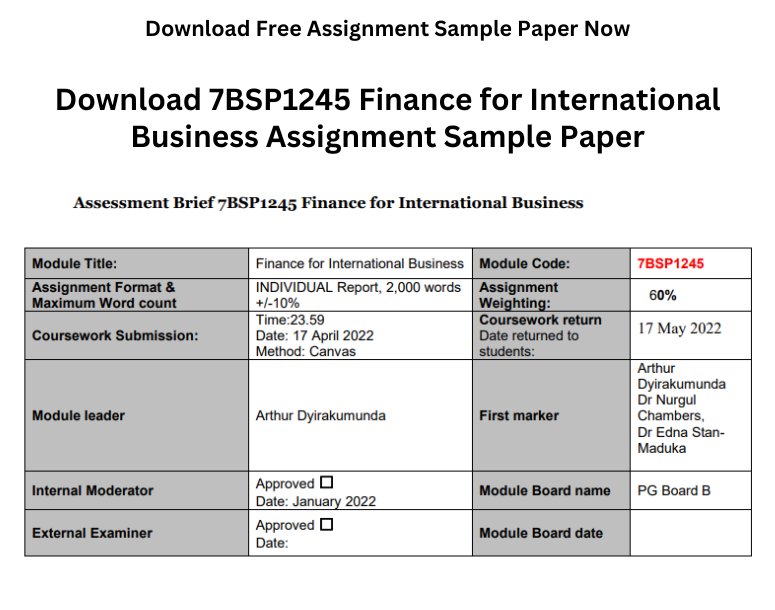 Download Free Assignment Sample Paper Now
Download 7BSP1245 Finance for International
Business Assignment Sample Paper
Assessment Brief 7BSP1245 Finance for International Business
Module Title:
Finance for International Business
Module Code:
7BSP1245
Assignment Format &
Maximum Word count
INDIVIDUAL Report, 2,000 words
+/-10%
Assignment
Weighting:
60%
Coursework Submission:
Time:23.59
Date: 17 April 2022
Method: Canvas
Coursework return
Date returned to
students:
17 May 2022
Module leader
Arthur Dyirakumunda
First marker
Arthur
Dyirakumunda
Dr Nurgul
Chambers,
Dr Edna Stan-
Maduka
Internal Moderator
Approved ☐
Date: January 2022
Module Board name
PG Board B
External Examiner
Approved ☐
Date:
Module Board date